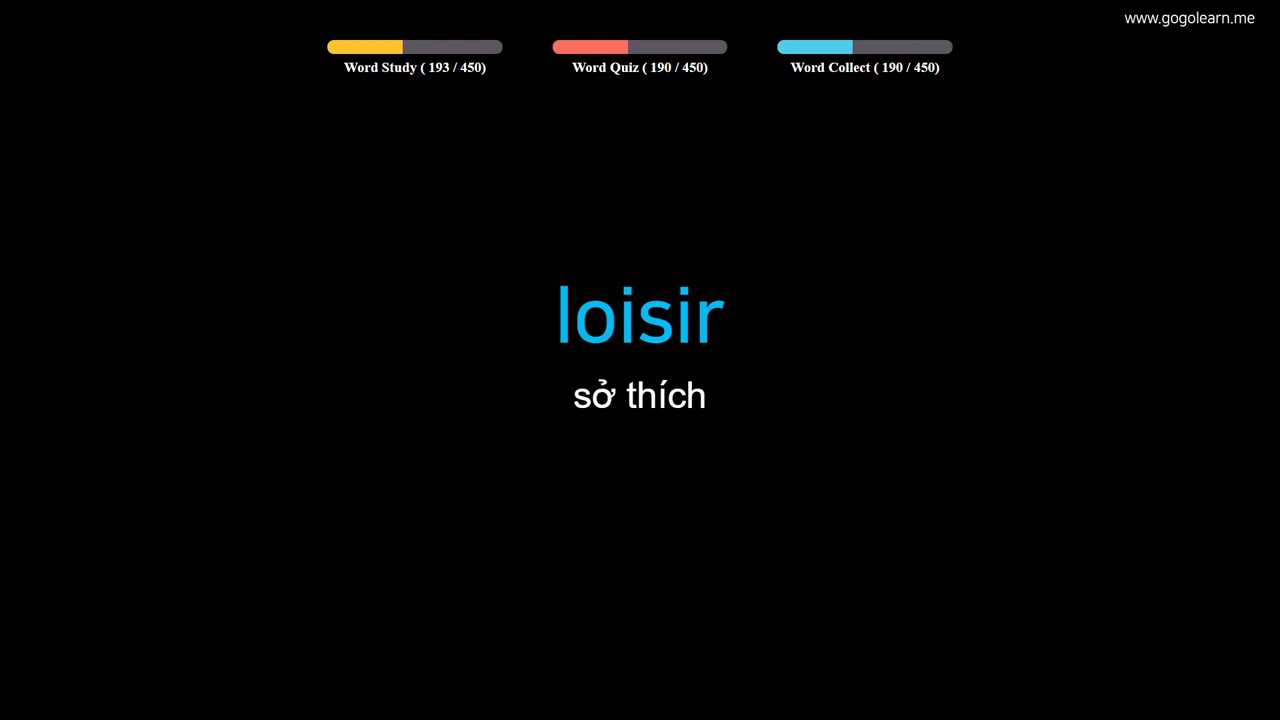 www.gogolearn.me
Word Study ( 193 / 450)
Word Quiz ( 190 / 450)
Word Collect ( 190 / 450)
loisir
sở thích